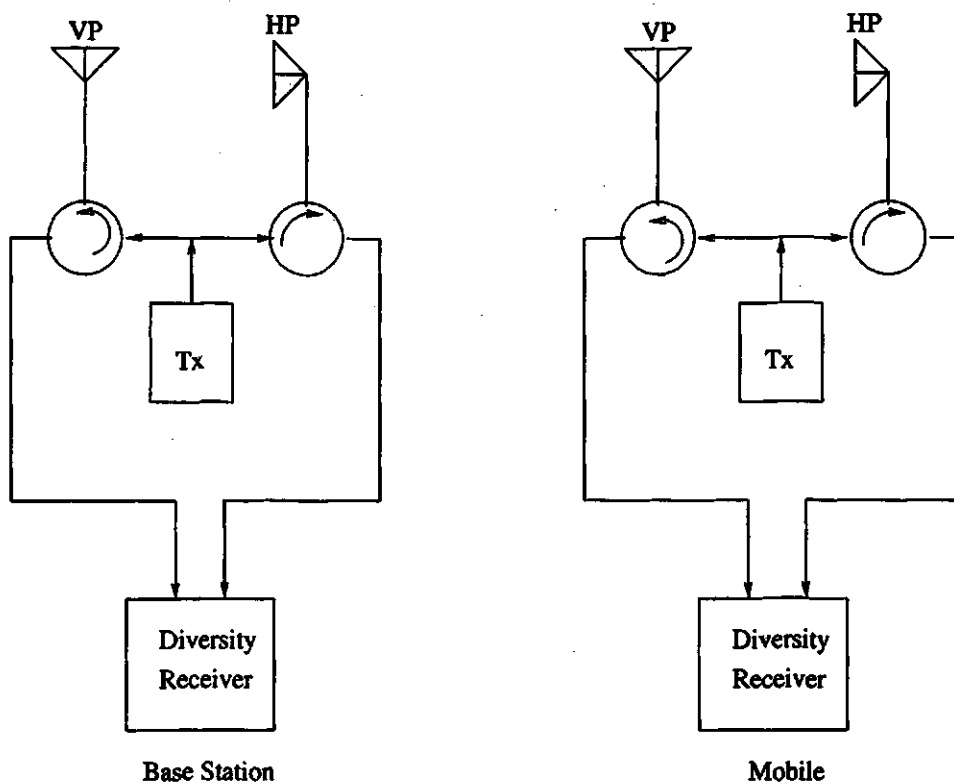 VP
HP
VP
HP
Tx
Tx
Diversity
Receiver
Diversity
Receiver
Base Station
Mobile